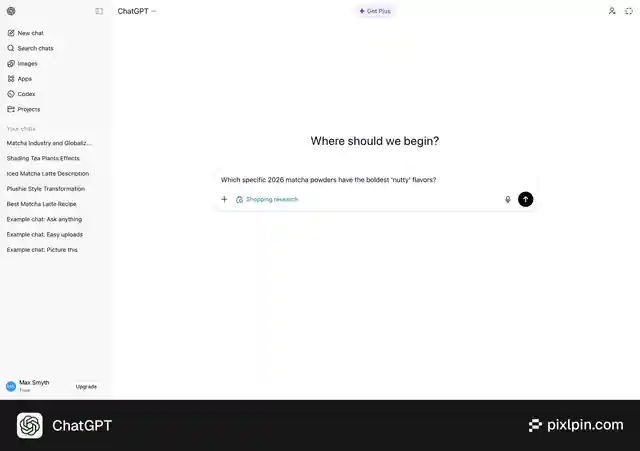 ChatGPT
Get Plus
New chat
Search chats
Images
Apps
Codex
Projects
Your chats
Matcha Industry and Globaliz...
Shading Tea Plants Effects
Iced Matcha Latte Description
Plushie Style Transformation
Best Matcha Latte Recipe
Example chat: Ask anything
Example chat: Easy uploads
Example chat: Picture this
Where should we begin?
Which specific 2026 matcha powders have the boldest 'nutty' flavors?
Shopping research
Max Smyth
Free
Upgrade
ChatGPT
pixlpin.com